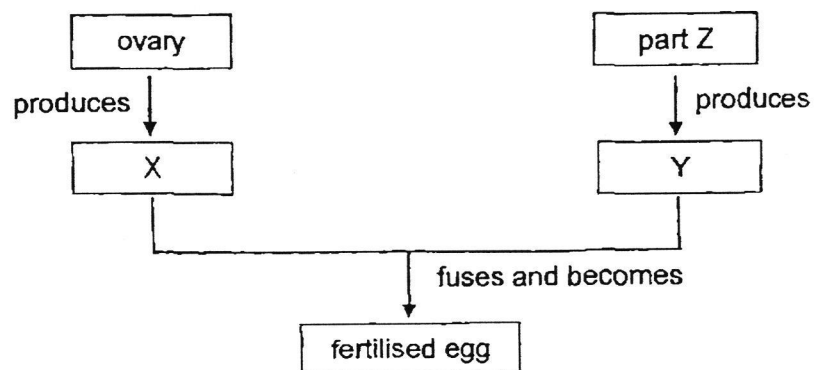 ovary
part Z
produces
produces
X
Y
fuses and becomes
fertilised egg